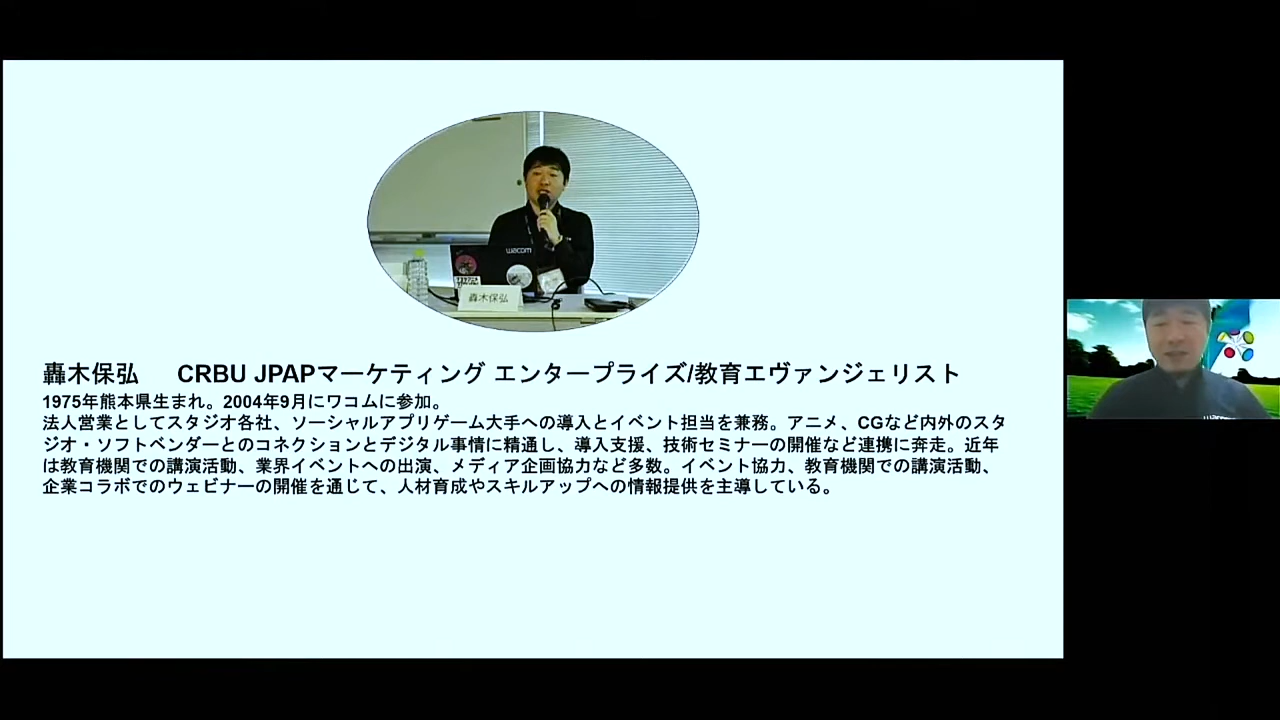 wacom
轟木保弘
轟木保弘 CRBU JPAPマーケティング エンタープライズ/教育エヴァンジェリスト
1975年熊本県生まれ。2004年9月にワコムに参加。
法人営業としてスタジオ各社、ソーシャルアプリゲーム大手への導入とイベント担当を兼務。アニメ、CGなど内外のスタ
ジオ・ソフトベンダーとのコネクションとデジタル事情に精通し、導入支援、技術セミナーの開催など連携に奔走。近年
は教育機関での講演活動、業界イベントへの出演、メディア企画協力など多数。イベント協力、教育機関での講演活動、
企業コラボでのウェビナーの開催を通じて、人材育成やスキルアップへの情報提供を主導している。